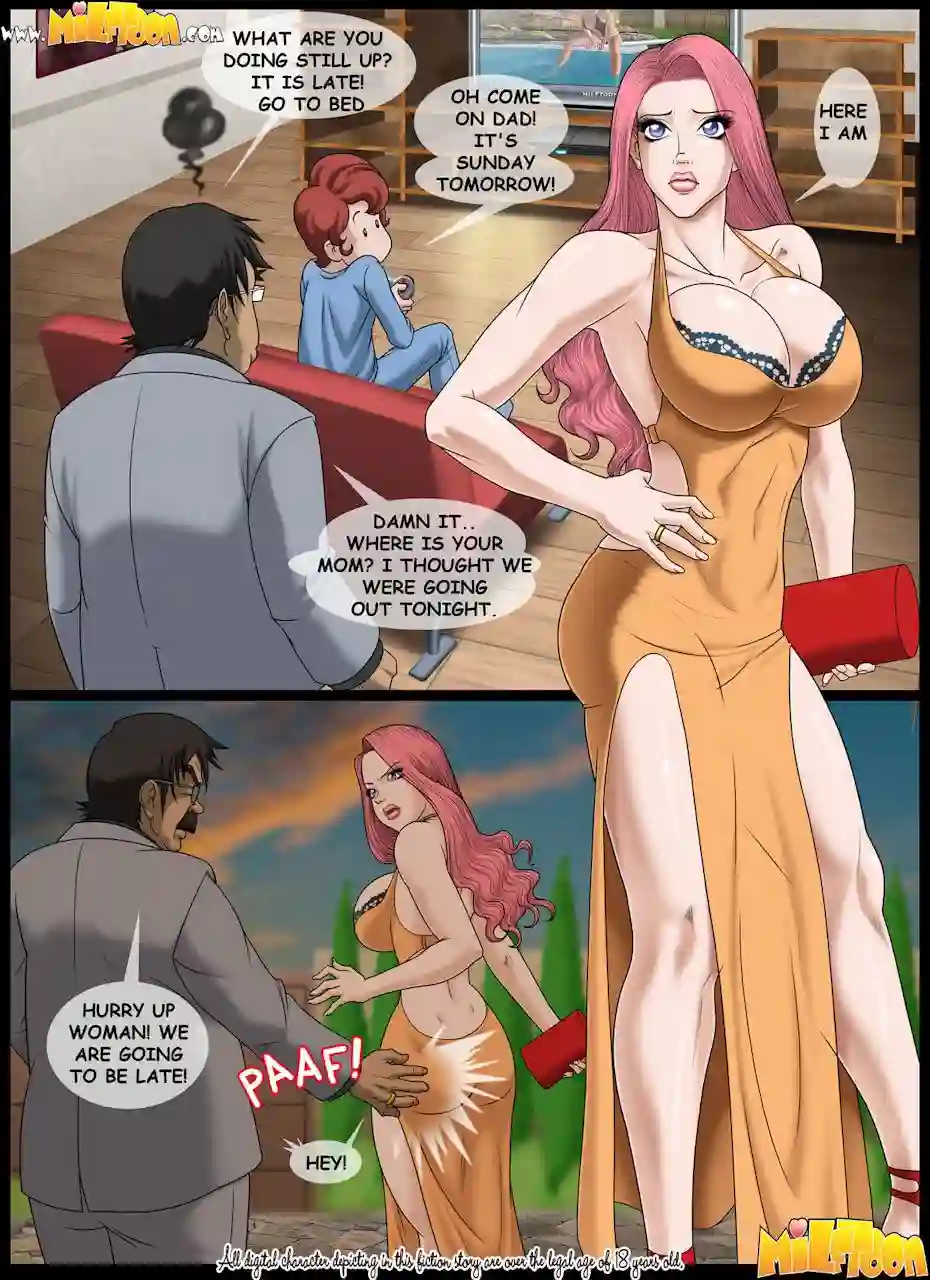 www.MILFTOON.com
WHAT ARE YOU
DOING STILL UP?
IT IS LATE!
GO TO BED
OH COME
ON DAD!
IT'S
SUNDAY
TOMORROW!
HERE
I AM
DAMN IT..
WHERE IS YOUR
MOM? I THOUGHT WE
WERE GOING
OUT TONIGHT.
HURRY UP
WOMAN! WE
ARE GOING
TO BE LATE!
PAAF!
HEY!
All digital character depicting in this fiction story are over the legal age of 18 years old.
MILFTOON